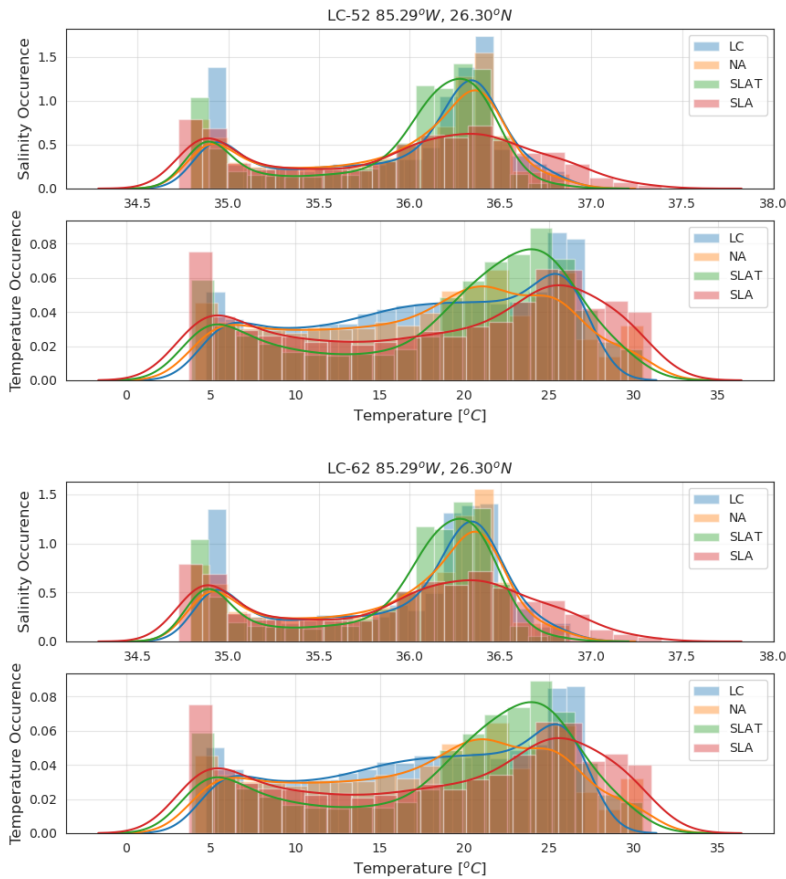 LC-52 85.29°W, 26.30°N
Salinity Occurence
1.5
1.0
0.5
0.0
LC
NA
SLAT
SLA
34.5 35.0 35.5 36.0 36.5 37.0 37.5 38.0
Temperature Occurence
0.08
0.06
0.04
0.02
0.00
LC
NA
SLAT
SLA
0 5 10 15 20 25 30 35
Temperature [°C]
LC-62 85.29°W, 26.30°N
Salinity Occurence
1.5
1.0
0.5
0.0
LC
NA
SLAT
SLA
34.5 35.0 35.5 36.0 36.5 37.0 37.5 38.0
Temperature Occurence
0.08
0.06
0.04
0.02
0.00
LC
NA
SLAT
SLA
0 5 10 15 20 25 30 35
Temperature [°C]